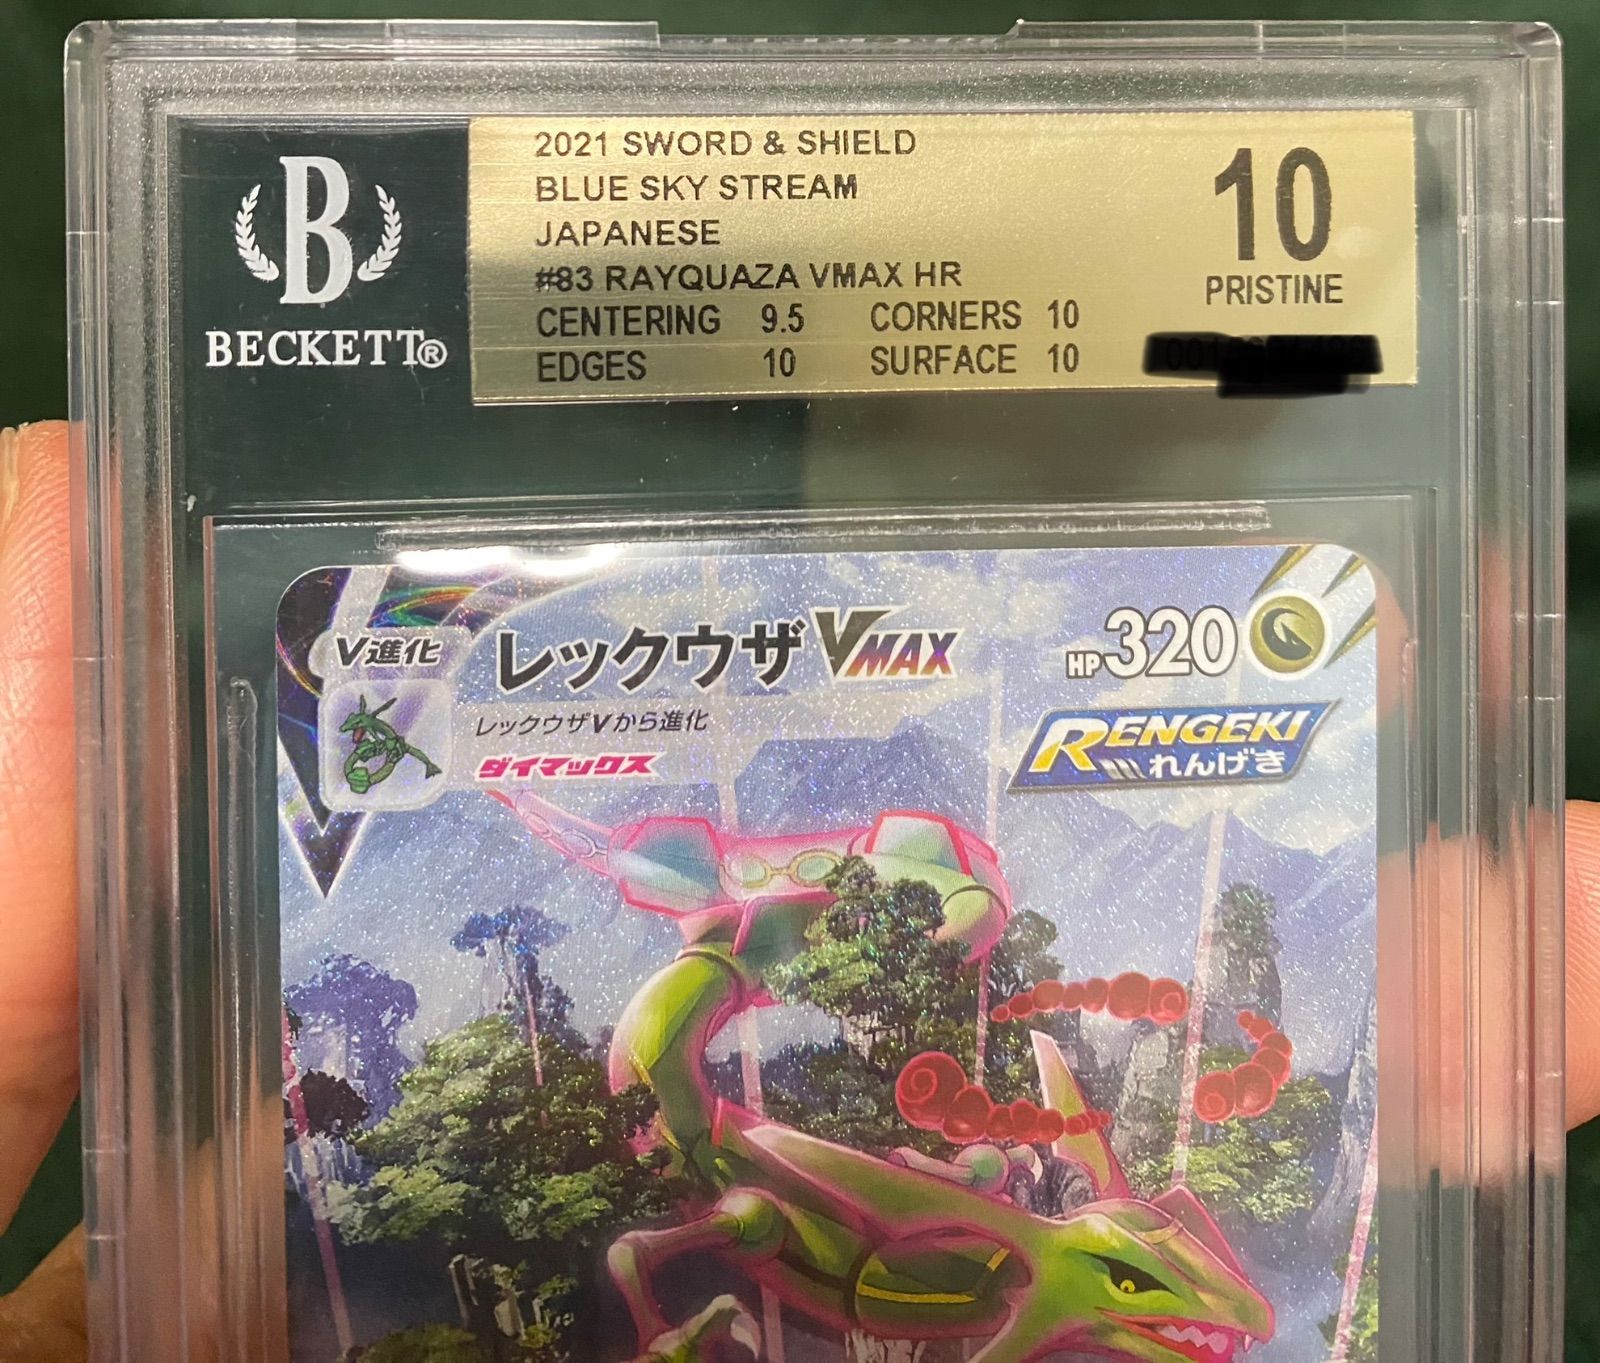 2021 SWORD & SHIELD
BLUE SKY STREAM
JAPANESE
#83 RAYQUAZA VMAX HR
CENTERING 9.5 CORNERS 10
EDGES 10 SURFACE 10
10
PRISTINE
B
BECKETT®
V進化
レックウザVMAX HP320
レックウザVから進化
ダイマックス
RENGEKI
れんげき